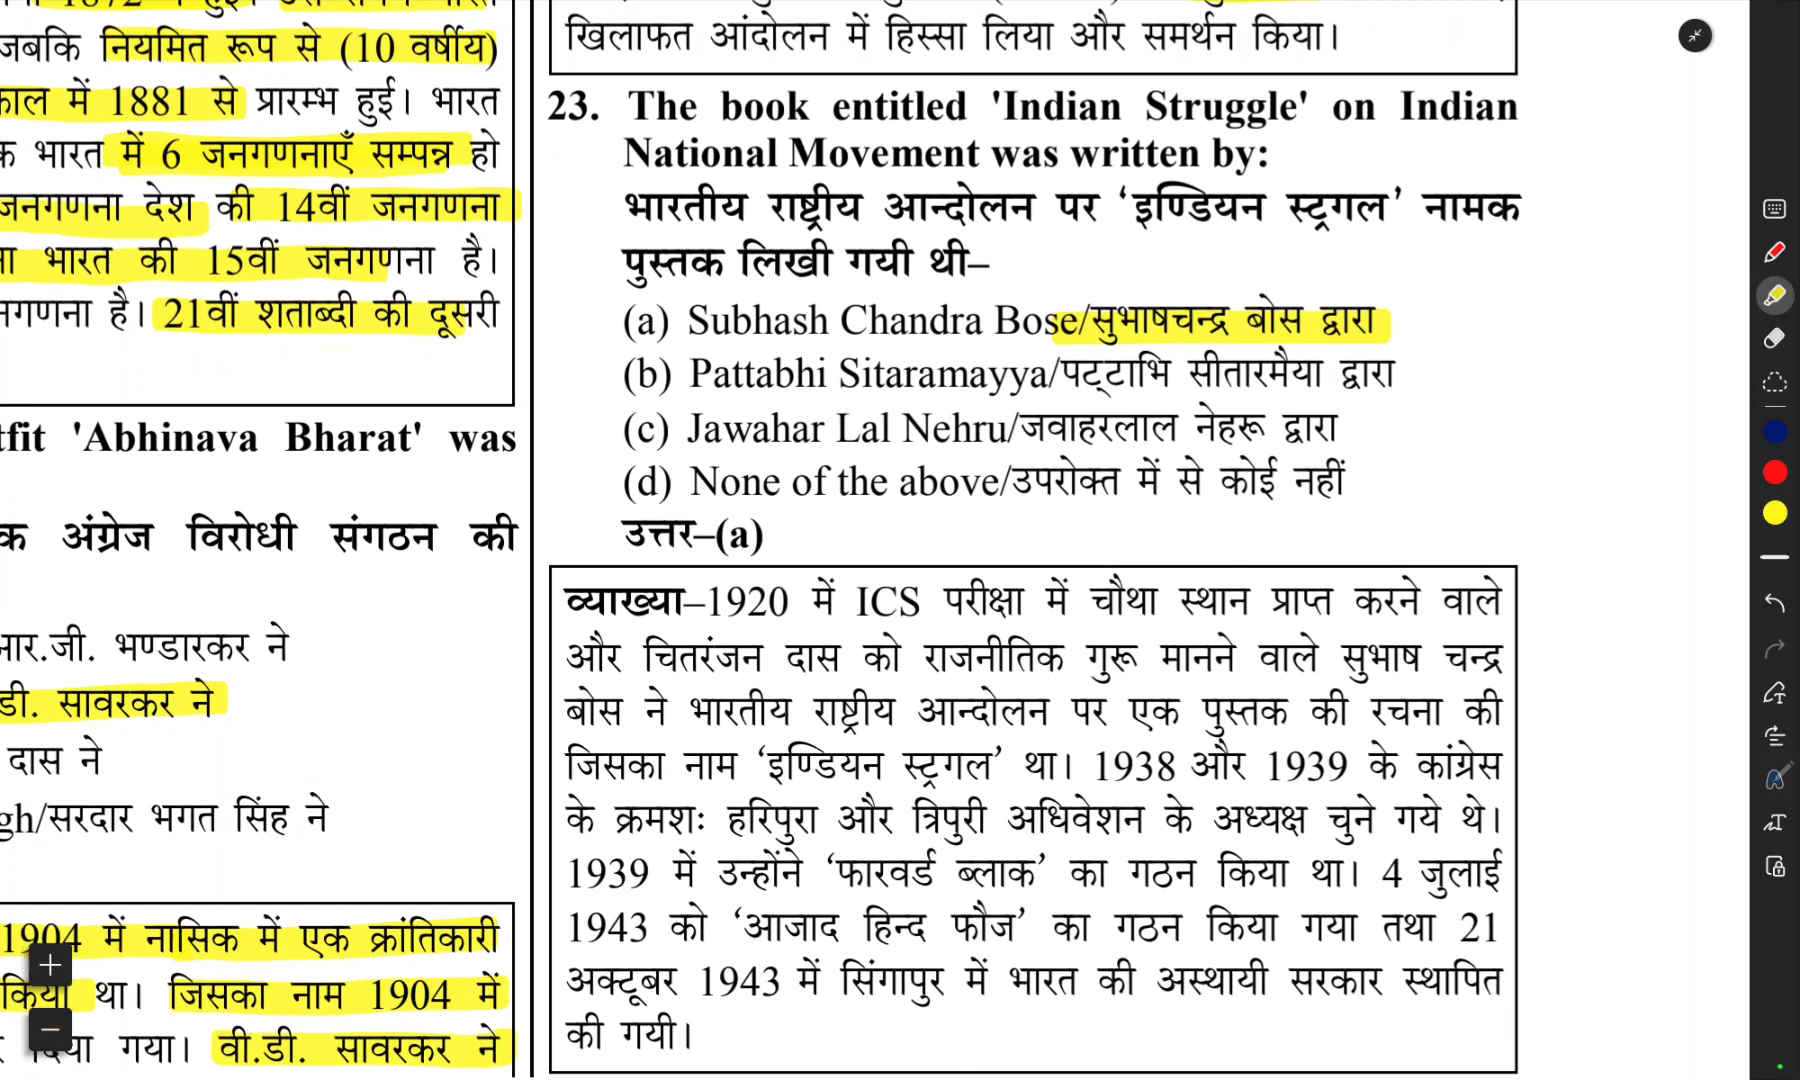 जबकि नियमित रूप से (10 वर्षीय)
काल में 1881 से प्रारम्भ हुई। भारत
भारत में 6 जनगणनाएँ सम्पन्न हो
जनगणना देश की 14वीं जनगणना
भारत की 15वीं जनगणना है।
है। 21वीं शताब्दी की दूसरी
'Abhinava Bharat' was
अंग्रेज विरोधी संगठन की
आर.जी. भण्डारकर ने
डी. सावरकर ने
दास ने
gh/सरदार भगत सिंह ने
1904 में नासिक में एक क्रांतिकारी
किया था। जिसका नाम 1904 में
दिया गया। वी.डी. सावरकर ने
खिलाफत आंदोलन में हिस्सा लिया और समर्थन किया।
23. The book entitled 'Indian Struggle' on Indian
National Movement was written by:
भारतीय राष्ट्रीय आन्दोलन पर ‘इण्डियन स्ट्रगल’ नामक
पुस्तक लिखी गयी थी–
(a) Subhash Chandra Bose/सुभाषचन्द्र बोस द्वारा
(b) Pattabhi Sitaramayya/पट्टाभि सीतारमैया द्वारा
(c) Jawahar Lal Nehru/जवाहरलाल नेहरू द्वारा
(d) None of the above/उपरोक्त में से कोई नहीं
उत्तर–(a)
व्याख्या–1920 में ICS परीक्षा में चौथा स्थान प्राप्त करने वाले
और चितरंजन दास को राजनीतिक गुरू मानने वाले सुभाष चन्द्र
बोस ने भारतीय राष्ट्रीय आन्दोलन पर एक पुस्तक की रचना की
जिसका नाम ‘इण्डियन स्ट्रगल’ था। 1938 और 1939 के कांग्रेस
के क्रमशः हरिपुरा और त्रिपुरी अधिवेशन के अध्यक्ष चुने गये थे।
1939 में उन्होंने ‘फारवर्ड ब्लाक’ का गठन किया था। 4 जुलाई
1943 को ‘आजाद हिन्द फौज’ का गठन किया गया तथा 21
अक्टूबर 1943 में सिंगापुर में भारत की अस्थायी सरकार स्थापित
की गयी।